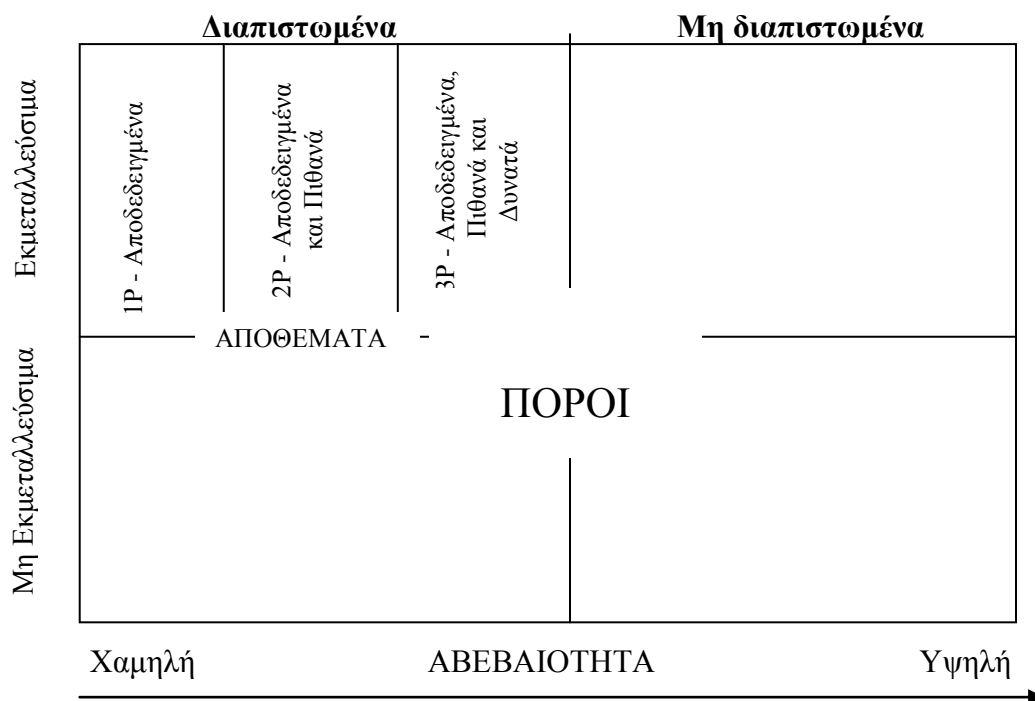 Διαπιστωμένα
Μη διαπιστωμένα
Εκμεταλλεύσιμα
1P - Αποδεδειγμένα
2P - Αποδεδειγμένα
και Πιθανά
3P - Αποδεδειγμένα,
Πιθανά και
Δυνατά
ΑΠΟΘΕΜΑΤΑ
ΠΟΡΟΙ
Μη Εκμεταλλεύσιμα
Χαμηλή
ΑΒΕΒΑΙΟΤΗΤΑ
Υψηλή